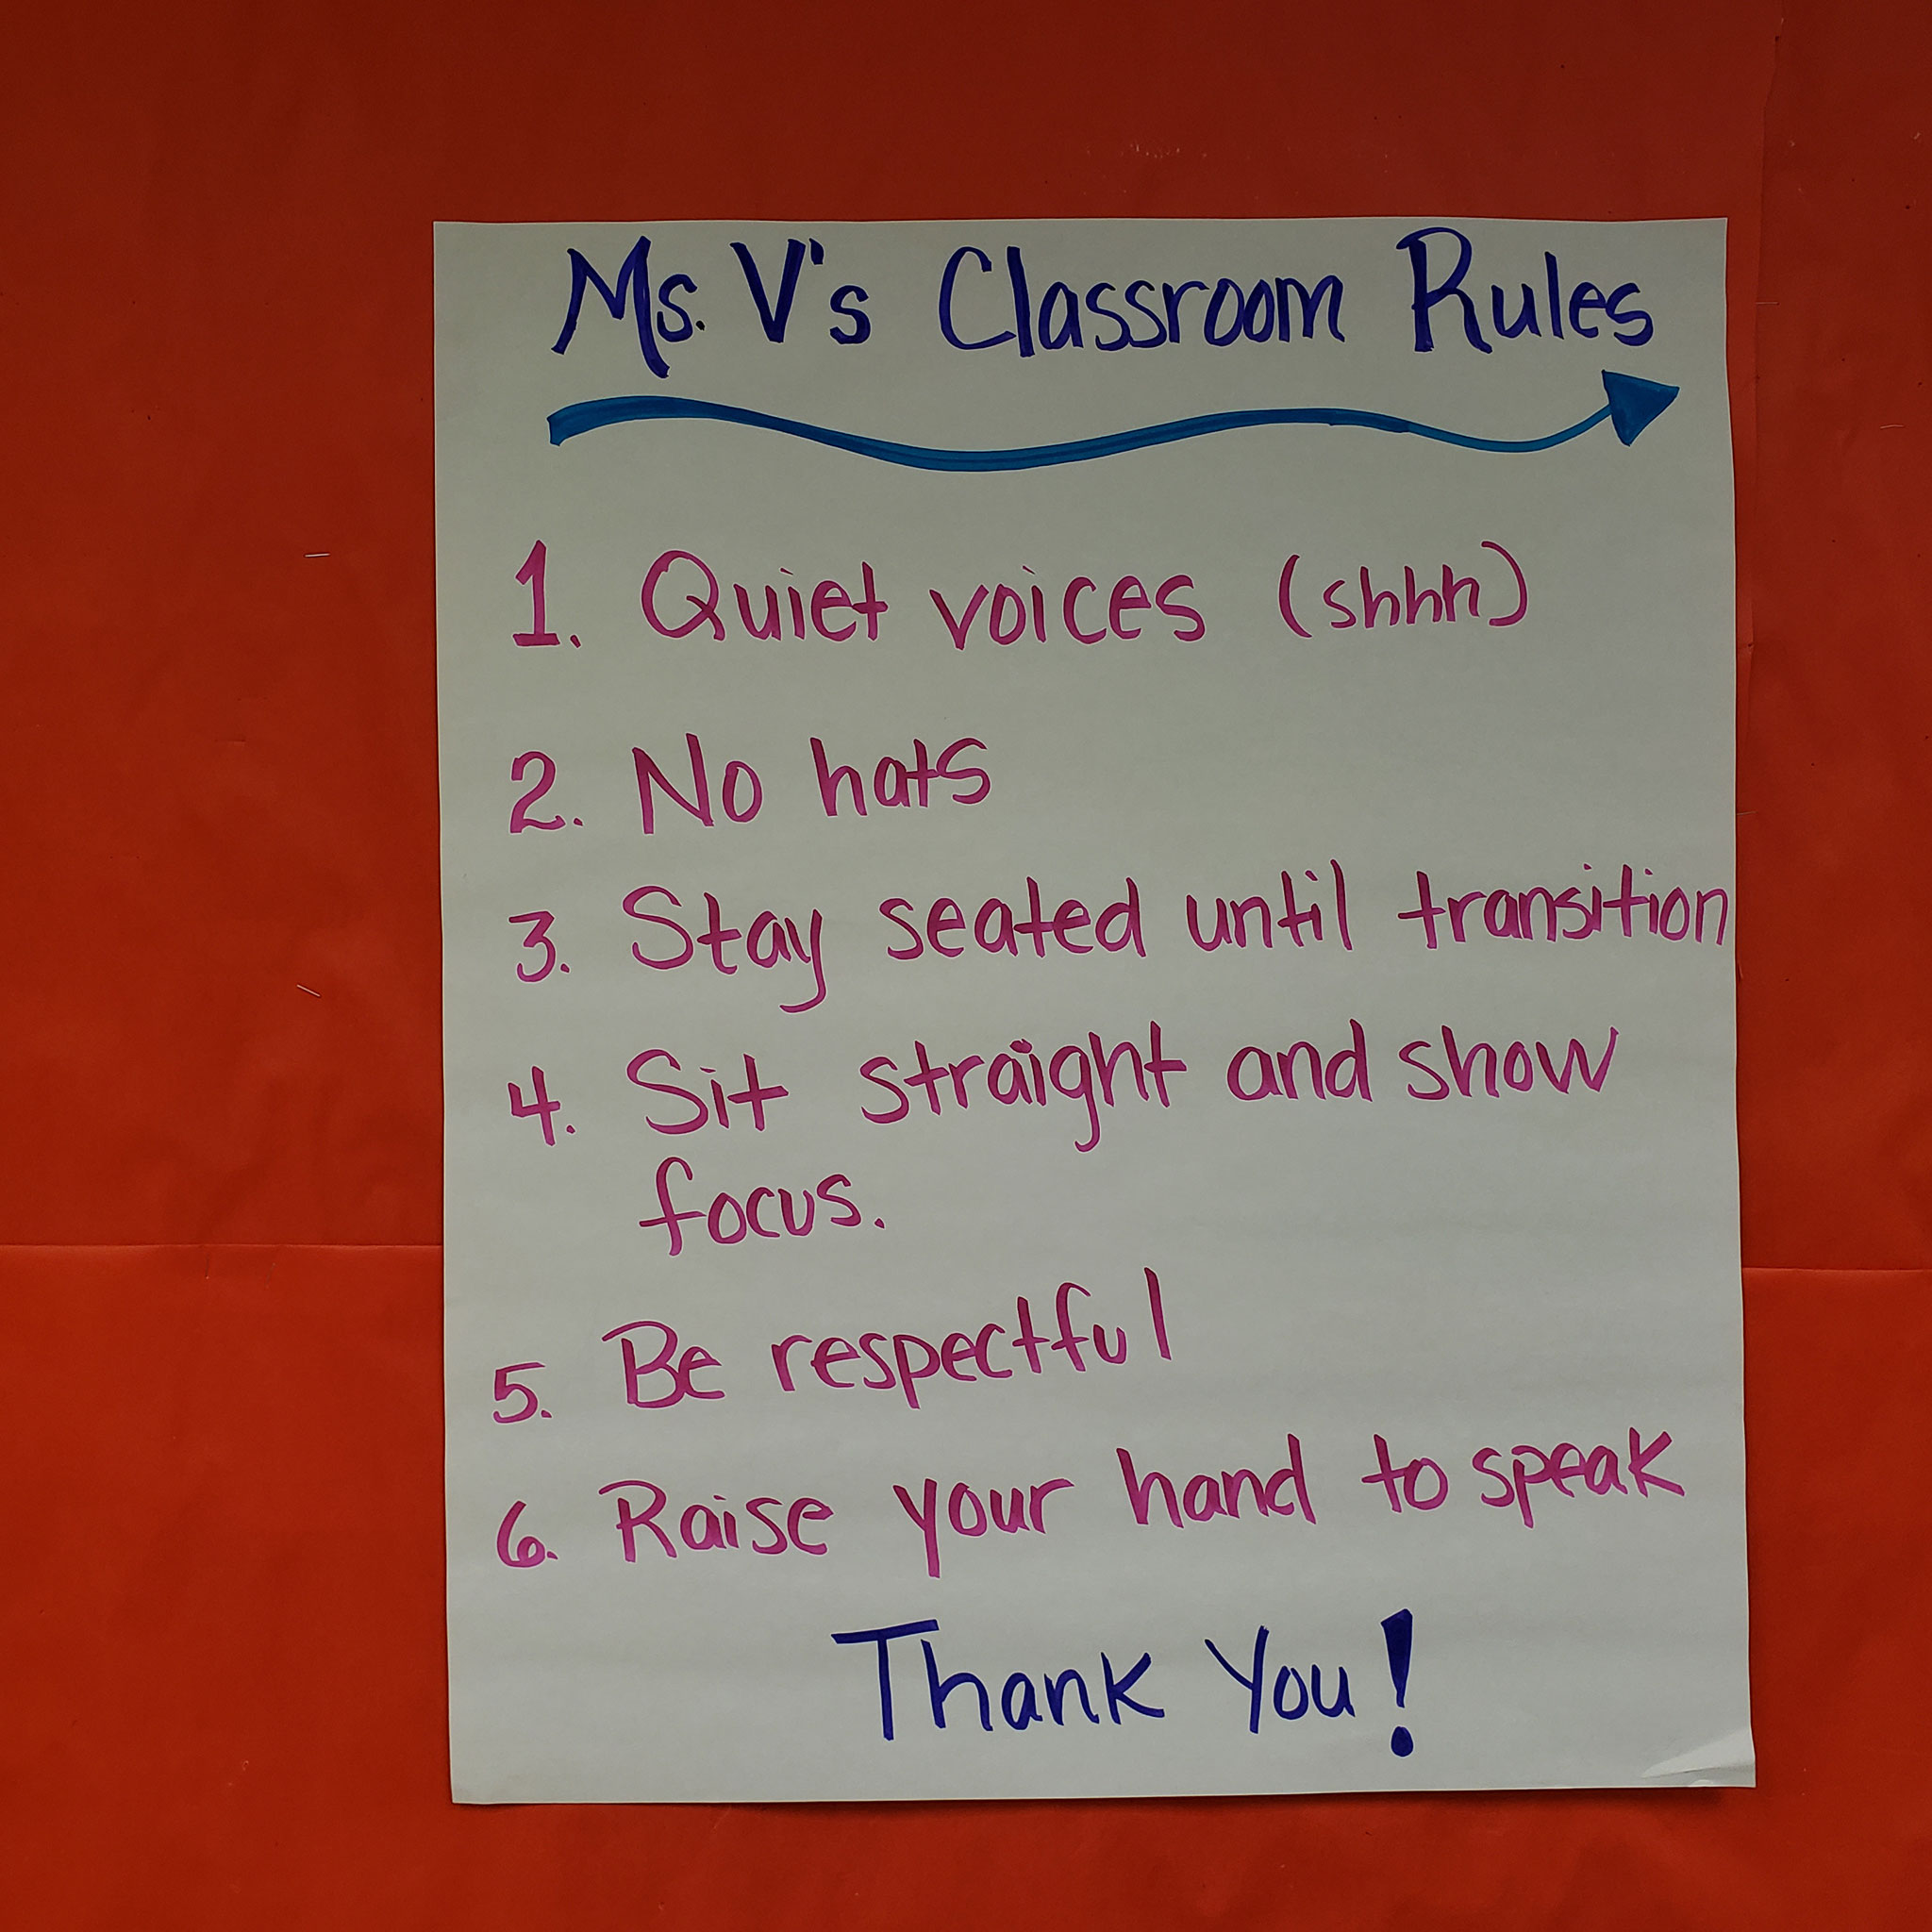 Ms. V's Classroom Rules
1. Quiet voices (shhh)
2. No hats
3. Stay seated until transition
4. Sit straight and show
focus.
5. Be respectful
6. Raise your hand to speak
Thank You!